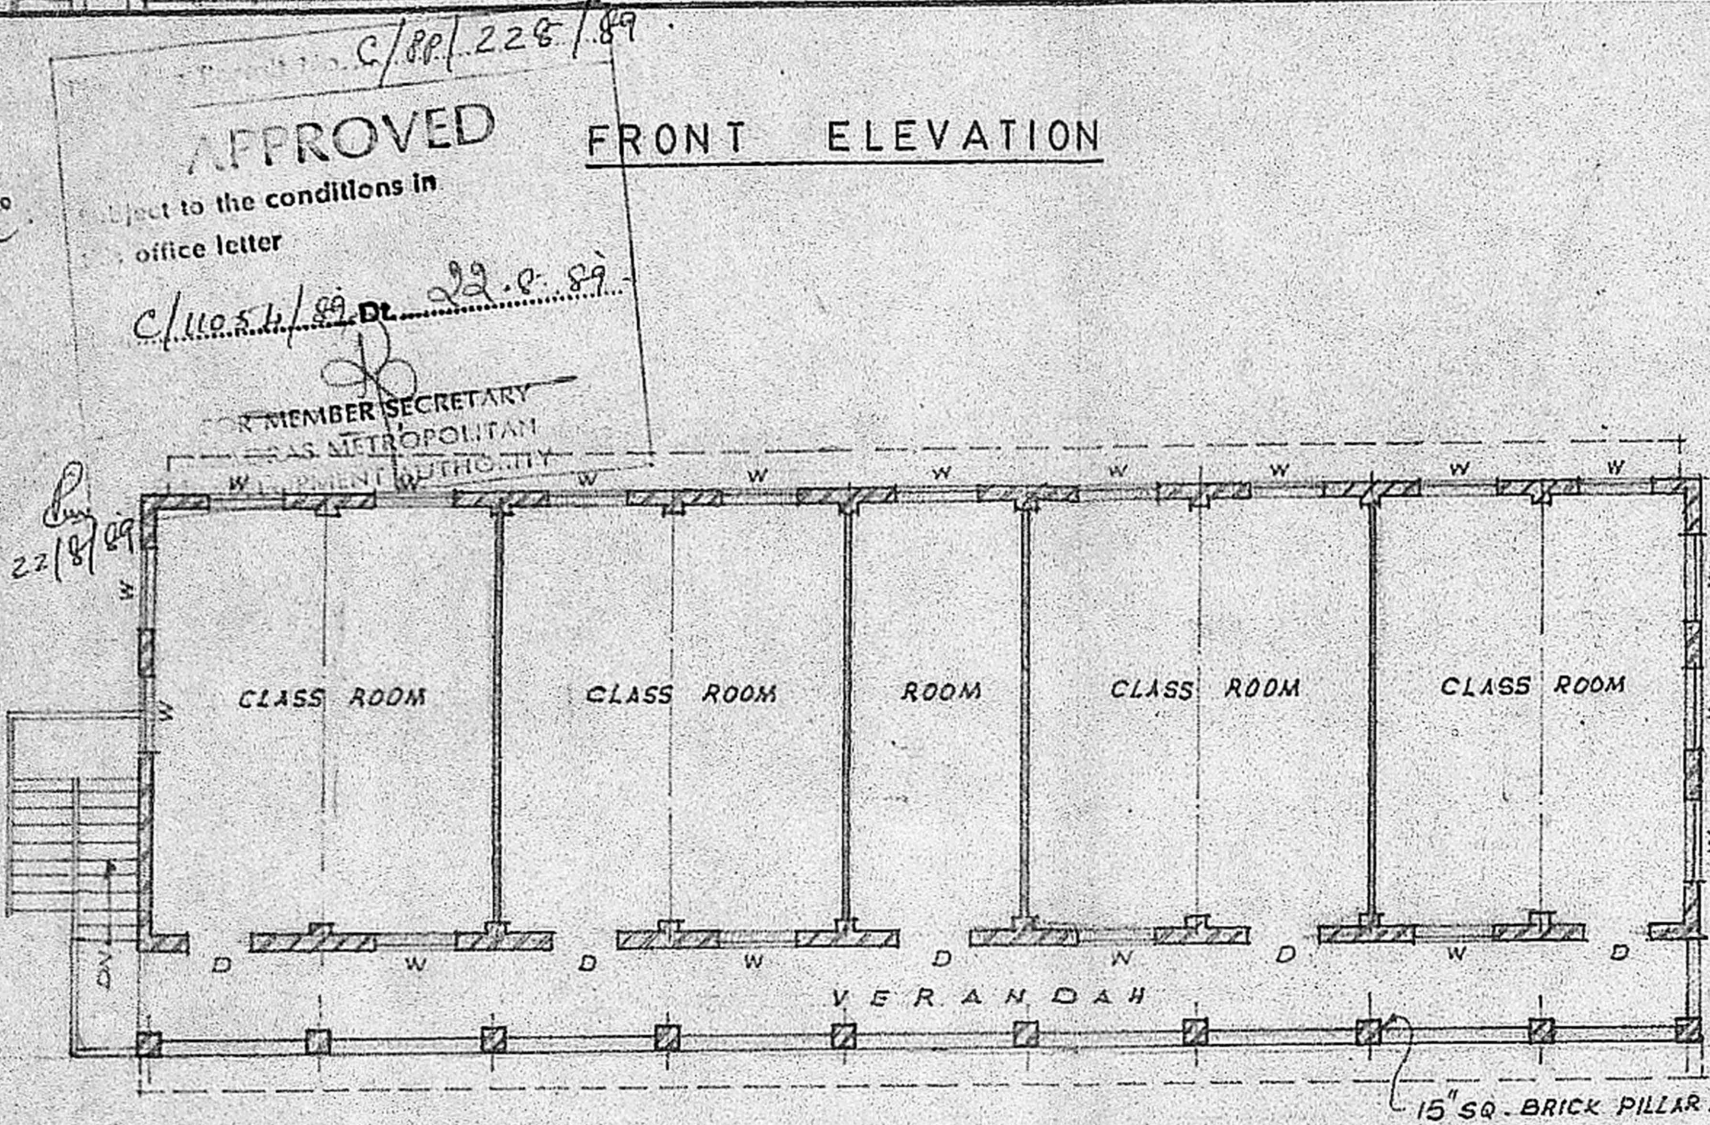 C/PP/228/89
APPROVED
FRONT ELEVATION
to the conditions in
office letter
C/11054/89 Dt. 22.8.89
FOR MEMBER SECRETARY
METROPOLITAN
AUTHORITY
22/8/89
W W W W W W W W W
W
W
CLASS ROOM CLASS ROOM ROOM CLASS ROOM CLASS ROOM
D W D W D W D W D
VERANDAH
15" SQ. BRICK PILLAR.